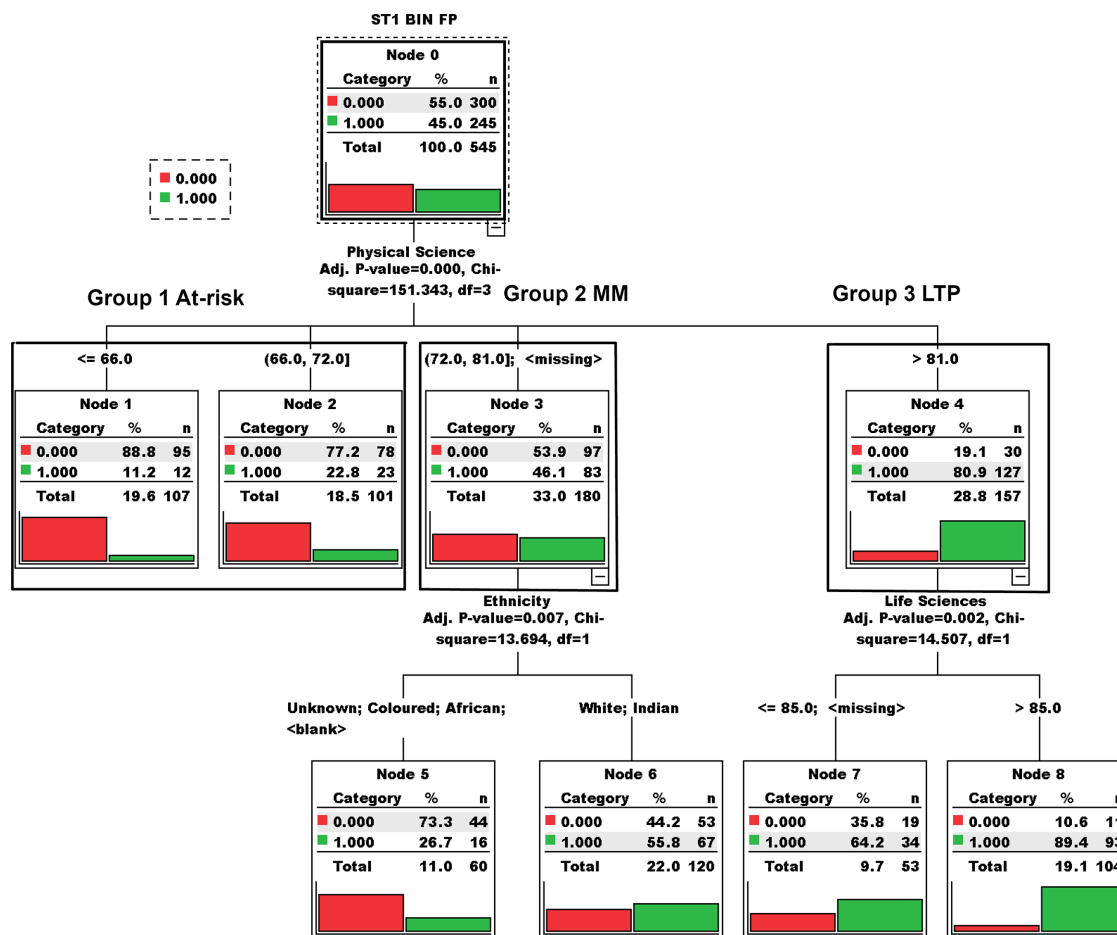 ST1 BIN FP
Node 0
Category % n
0.000 55.0 300
1.000 45.0 245
Total 100.0 545
0.000
1.000
Physical Science
Adj. P-value=0.000, Chi-
square=151.343, df=3
Group 1 At-risk
Group 2 MM
Group 3 LTP
<= 66.0
(66.0, 72.0]
(72.0, 81.0]; <missing>
> 81.0
Node 1
Category % n
0.000 88.8 95
1.000 11.2 12
Total 19.6 107
Node 2
Category % n
0.000 77.2 78
1.000 22.8 23
Total 18.5 101
Node 3
Category % n
0.000 53.9 97
1.000 46.1 83
Total 33.0 180
Node 4
Category % n
0.000 19.1 30
1.000 80.9 127
Total 28.8 157
Ethnicity
Adj. P-value=0.007, Chi-
square=13.694, df=1
Life Sciences
Adj. P-value=0.002, Chi-
square=14.507, df=1
Unknown; Coloured; African;
<blank>
White; Indian
<= 85.0; <missing>
> 85.0
Node 5
Category % n
0.000 73.3 44
1.000 26.7 16
Total 11.0 60
Node 6
Category % n
0.000 44.2 53
1.000 55.8 67
Total 22.0 120
Node 7
Category % n
0.000 35.8 19
1.000 64.2 34
Total 9.7 53
Node 8
Category % n
0.000 10.6 11
1.000 89.4 93
Total 19.1 104